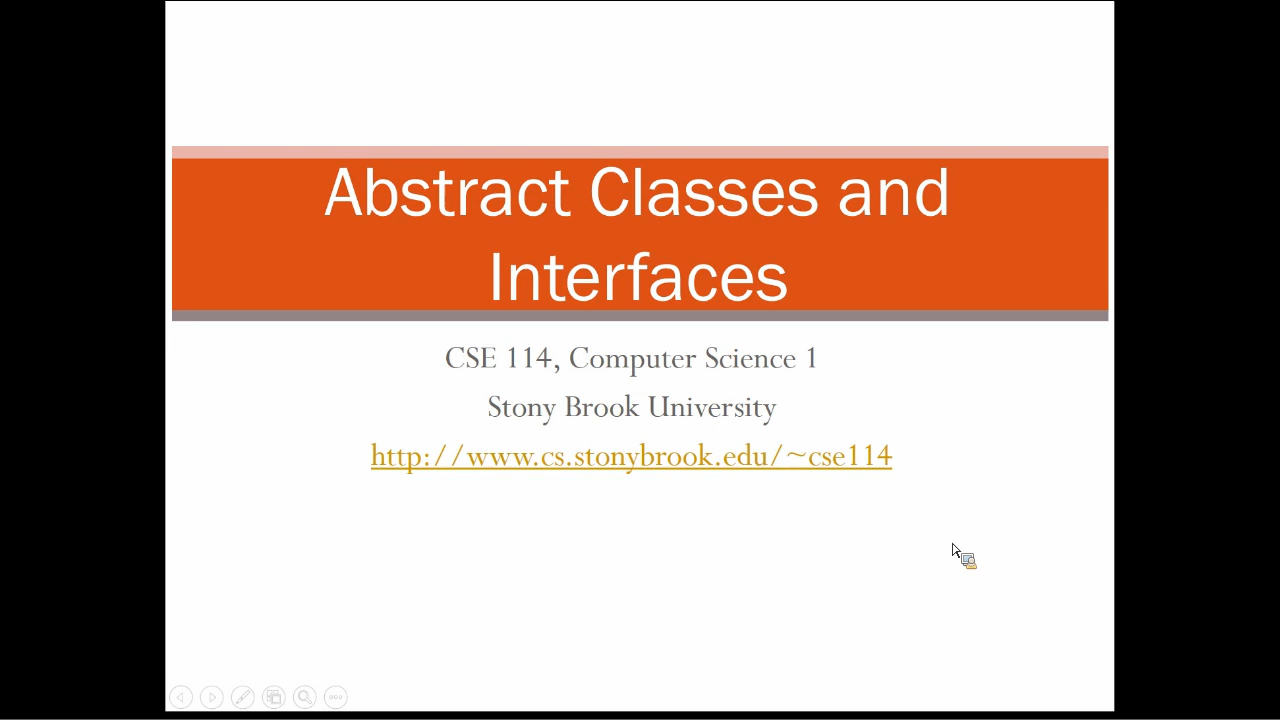 Abstract Classes and
Interfaces
CSE 114, Computer Science 1
Stony Brook University
http://www.cs.stonybrook.edu/~cse114